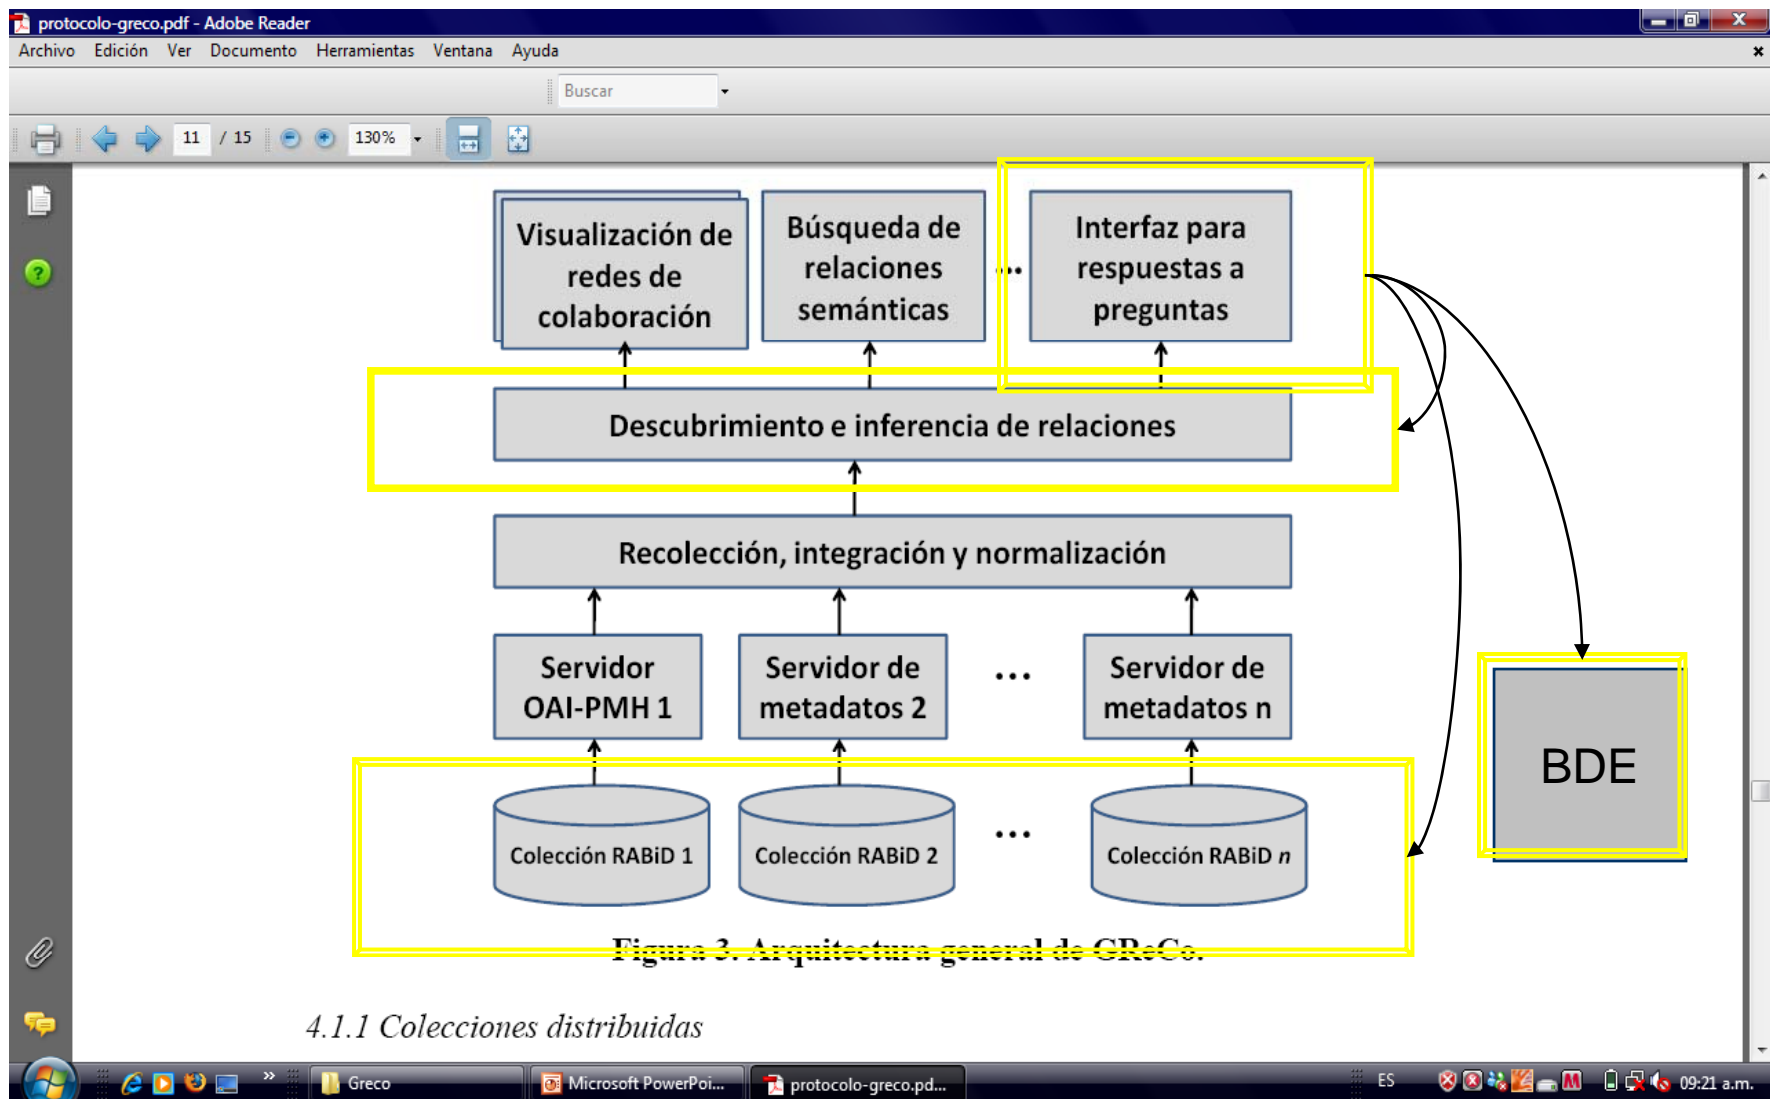 protocolo-greco.pdf - Adobe Reader
Archivo Edición Ver Documento Herramientas Ventana Ayuda
Buscar
11 / 15 130%
Visualización de
redes de
colaboración
Búsqueda de
relaciones
semánticas
...
Interfaz para
respuestas a
preguntas
Descubrimiento e inferencia de relaciones
Recolección, integración y normalización
Servidor
OAI-PMH 1
Servidor de
metadatos 2
...
Servidor de
metadatos n
BDE
Colección RABiD 1
Colección RABiD 2
...
Colección RABiD n
Figura 3. Arquitectura general de GReCo.
4.1.1 Colecciones distribuidas
Greco
Microsoft PowerPoi...
protocolo-greco.pd...
ES
09:21 a.m.